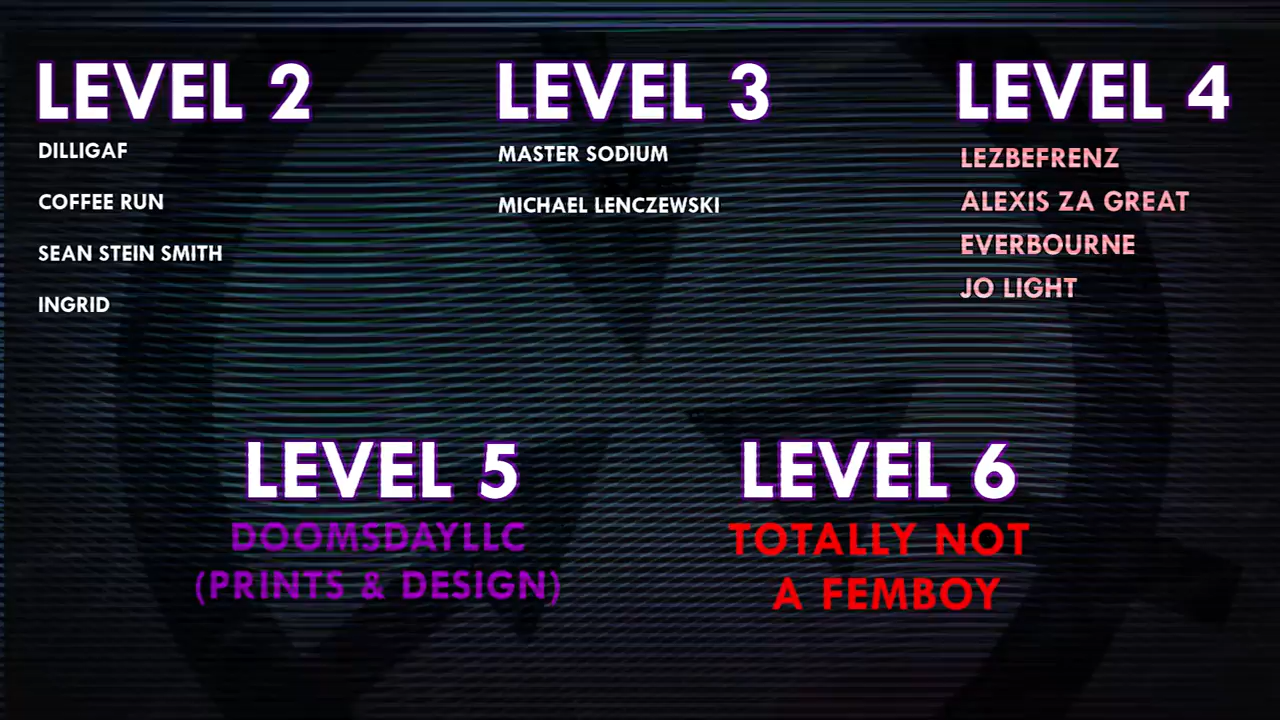 LEVEL 2
DILLIGAF
COFFEE RUN
SEAN STEIN SMITH
INGRID
LEVEL 3
MASTER SODIUM
MICHAEL LENCZEWSKI
LEVEL 4
LEZBEFRENZ
ALEXIS ZA GREAT
EVERBOURNE
JO LIGHT
LEVEL 5
DOOMSDAYLLC
(PRINTS & DESIGN)
LEVEL 6
TOTALLY NOT
A FEMBOY